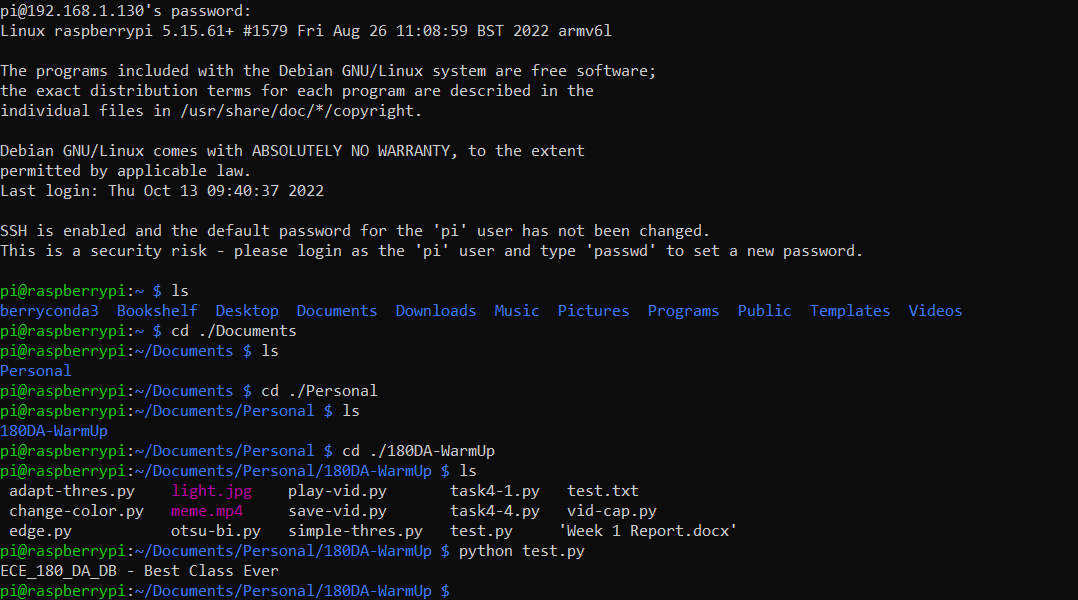 pi@192.168.1.130's password:
Linux raspberrypi 5.15.61+ #1579 Fri Aug 26 11:08:59 BST 2022 armv6l
The programs included with the Debian GNU/Linux system are free software;
the exact distribution terms for each program are described in the
individual files in /usr/share/doc/*/copyright.
Debian GNU/Linux comes with ABSOLUTELY NO WARRANTY, to the extent
permitted by applicable law.
Last login: Thu Oct 13 09:40:37 2022
SSH is enabled and the default password for the 'pi' user has not been changed.
This is a security risk - please login as the 'pi' user and type 'passwd' to set a new password.
pi@raspberrypi:~ $ ls
berryconda3  Bookshelf  Desktop  Documents  Downloads  Music  Pictures  Programs  Public  Templates  Videos
pi@raspberrypi:~ $ cd ./Documents
pi@raspberrypi:~/Documents $ ls
Personal
pi@raspberrypi:~/Documents $ cd ./Personal
pi@raspberrypi:~/Documents/Personal $ ls
180DA-WarmUp
pi@raspberrypi:~/Documents/Personal $ cd ./180DA-WarmUp
pi@raspberrypi:~/Documents/Personal/180DA-WarmUp $ ls
adapt-thres.py    light.jpg    play-vid.py       task4-1.py   test.txt
change-color.py   meme.mp4     save-vid.py       task4-4.py   vid-cap.py
edge.py           otsu-bi.py   simple-thres.py   test.py     'Week 1 Report.docx'
pi@raspberrypi:~/Documents/Personal/180DA-WarmUp $ python test.py
ECE_180_DA_DB - Best Class Ever
pi@raspberrypi:~/Documents/Personal/180DA-WarmUp $